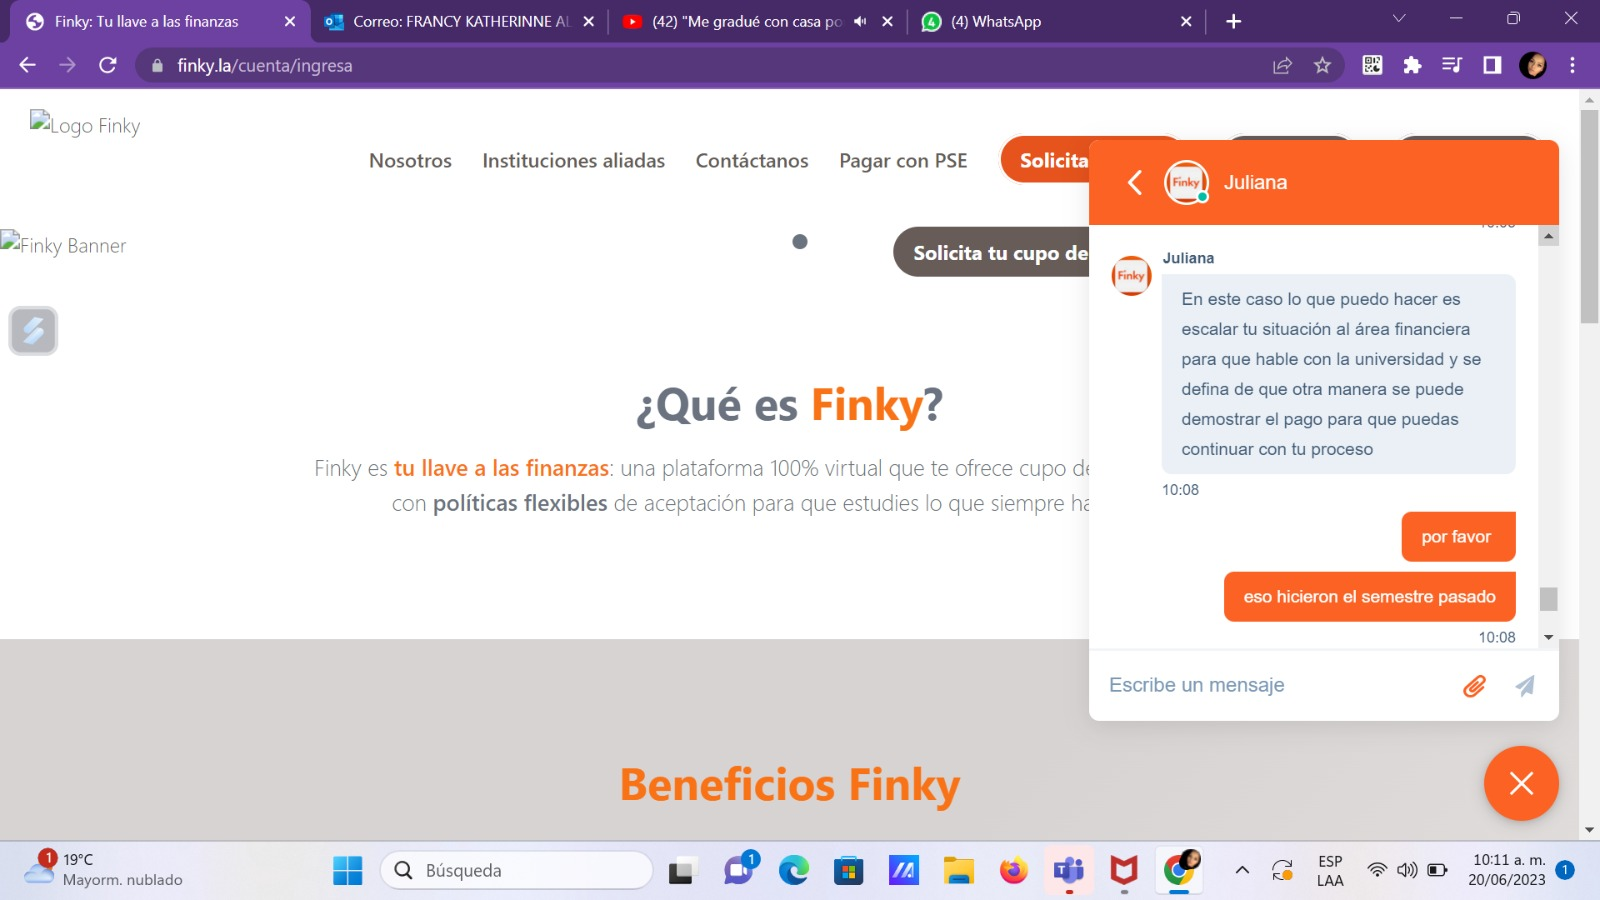 Finky: Tu llave a las finanzas
Correo: FRANCY KATHERINNE AL
(42) "Me gradué con casa po
(4) WhatsApp
finky.la/cuenta/ingresa
Logo Finky
Nosotros
Instituciones aliadas
Contáctanos
Pagar con PSE
Solicita
Finky Banner
Solicita tu cupo de
¿Qué es Finky?
Finky es tu llave a las finanzas: una plataforma 100% virtual que te ofrece cupo de
con políticas flexibles de aceptación para que estudies lo que siempre ha
Beneficios Finky
Finky
Juliana
Juliana
Finky
En este caso lo que puedo hacer es
escalar tu situación al área financiera
para que hable con la universidad y se
defina de que otra manera se puede
demostrar el pago para que puedas
continuar con tu proceso
10:08
por favor
eso hicieron el semestre pasado
10:08
Escribe un mensaje
1
19°C
Mayorm. nublado
Búsqueda
1
ESP
LAA
10:11 a. m.
20/06/2023
1